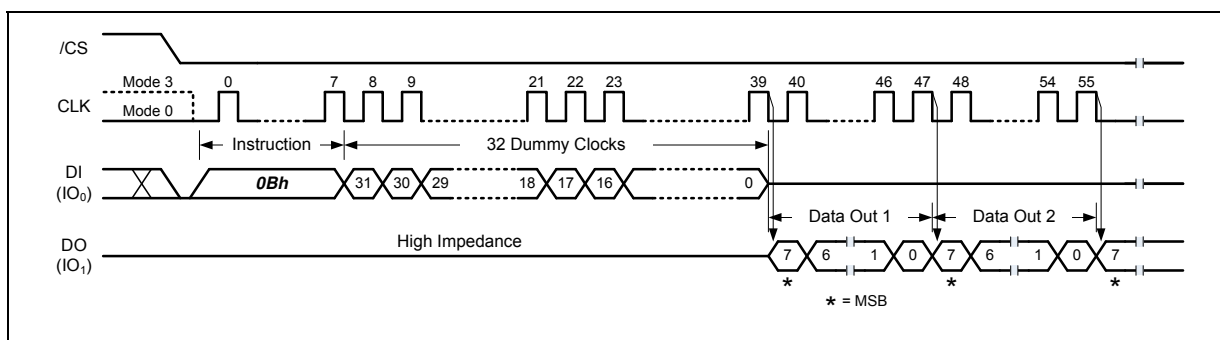 /CS
Mode 3 0 7 8 9 21 22 23 39 40 46 47 48 54 55
CLK Mode 0
Instruction 32 Dummy Clocks
DI
(IO₀)
0Bh 31 30 29 18 17 16 0
Data Out 1 Data Out 2
DO
(IO₁)
High Impedance
7 6 1 0 7 6 1 0 7
* * *
* = MSB